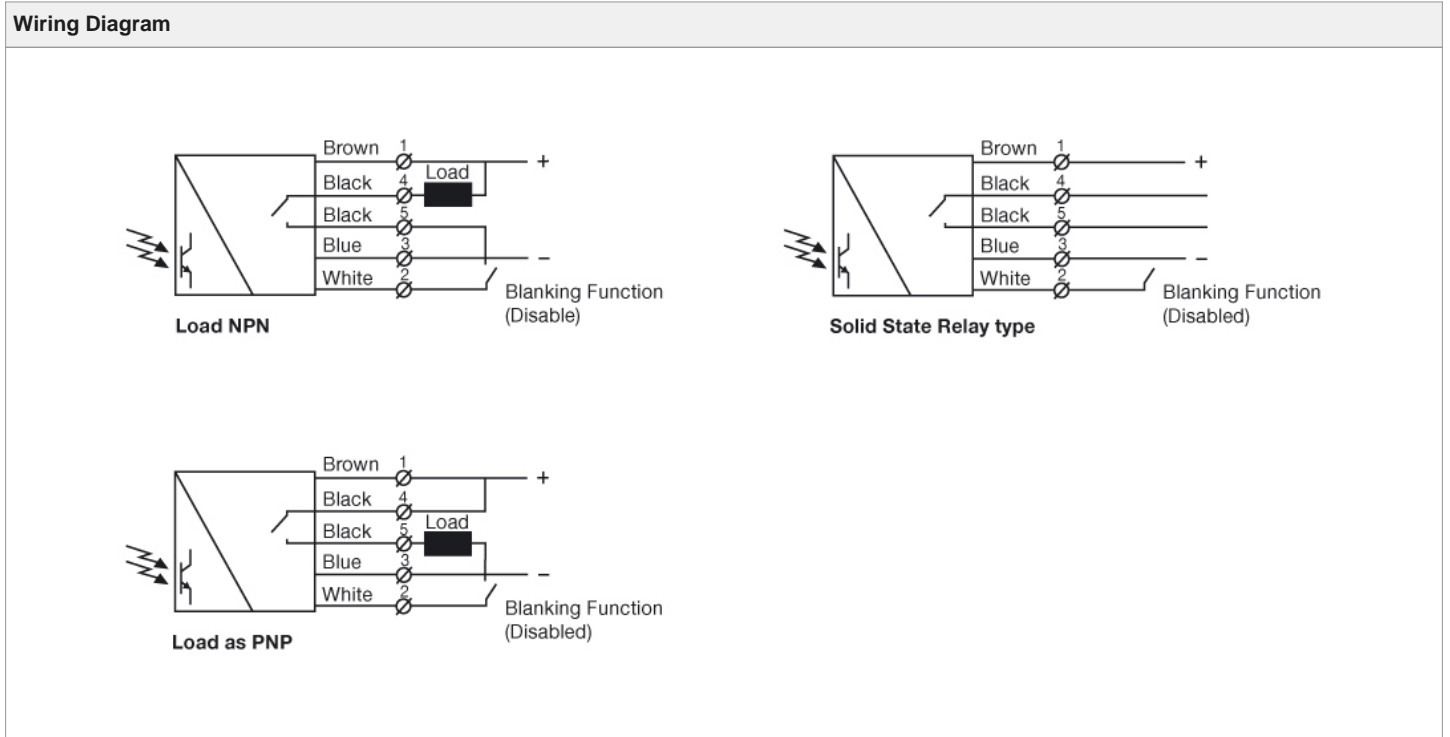 Wiring Diagram
Brown 1
+
Load
Black 4
Black 5
Blue 3
-
White 2
Blanking Function
(Disable)
Load NPN
Brown 1
+
Black 4
Black 5
Blue 3
-
White 2
Blanking Function
(Disabled)
Solid State Relay type
Brown 1
+
Black 4
Load
Black 5
Blue 3
-
White 2
Blanking Function
(Disabled)
Load as PNP